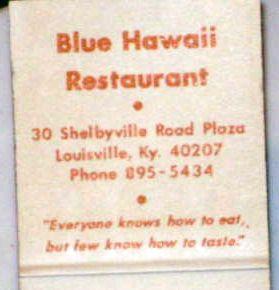 Blue Hawaii
Restaurant
30 Shelbyville Road Plaza
Louisville, Ky. 40207
Phone 895-5434
"Everyone knows how to eat,
but few know how to taste."